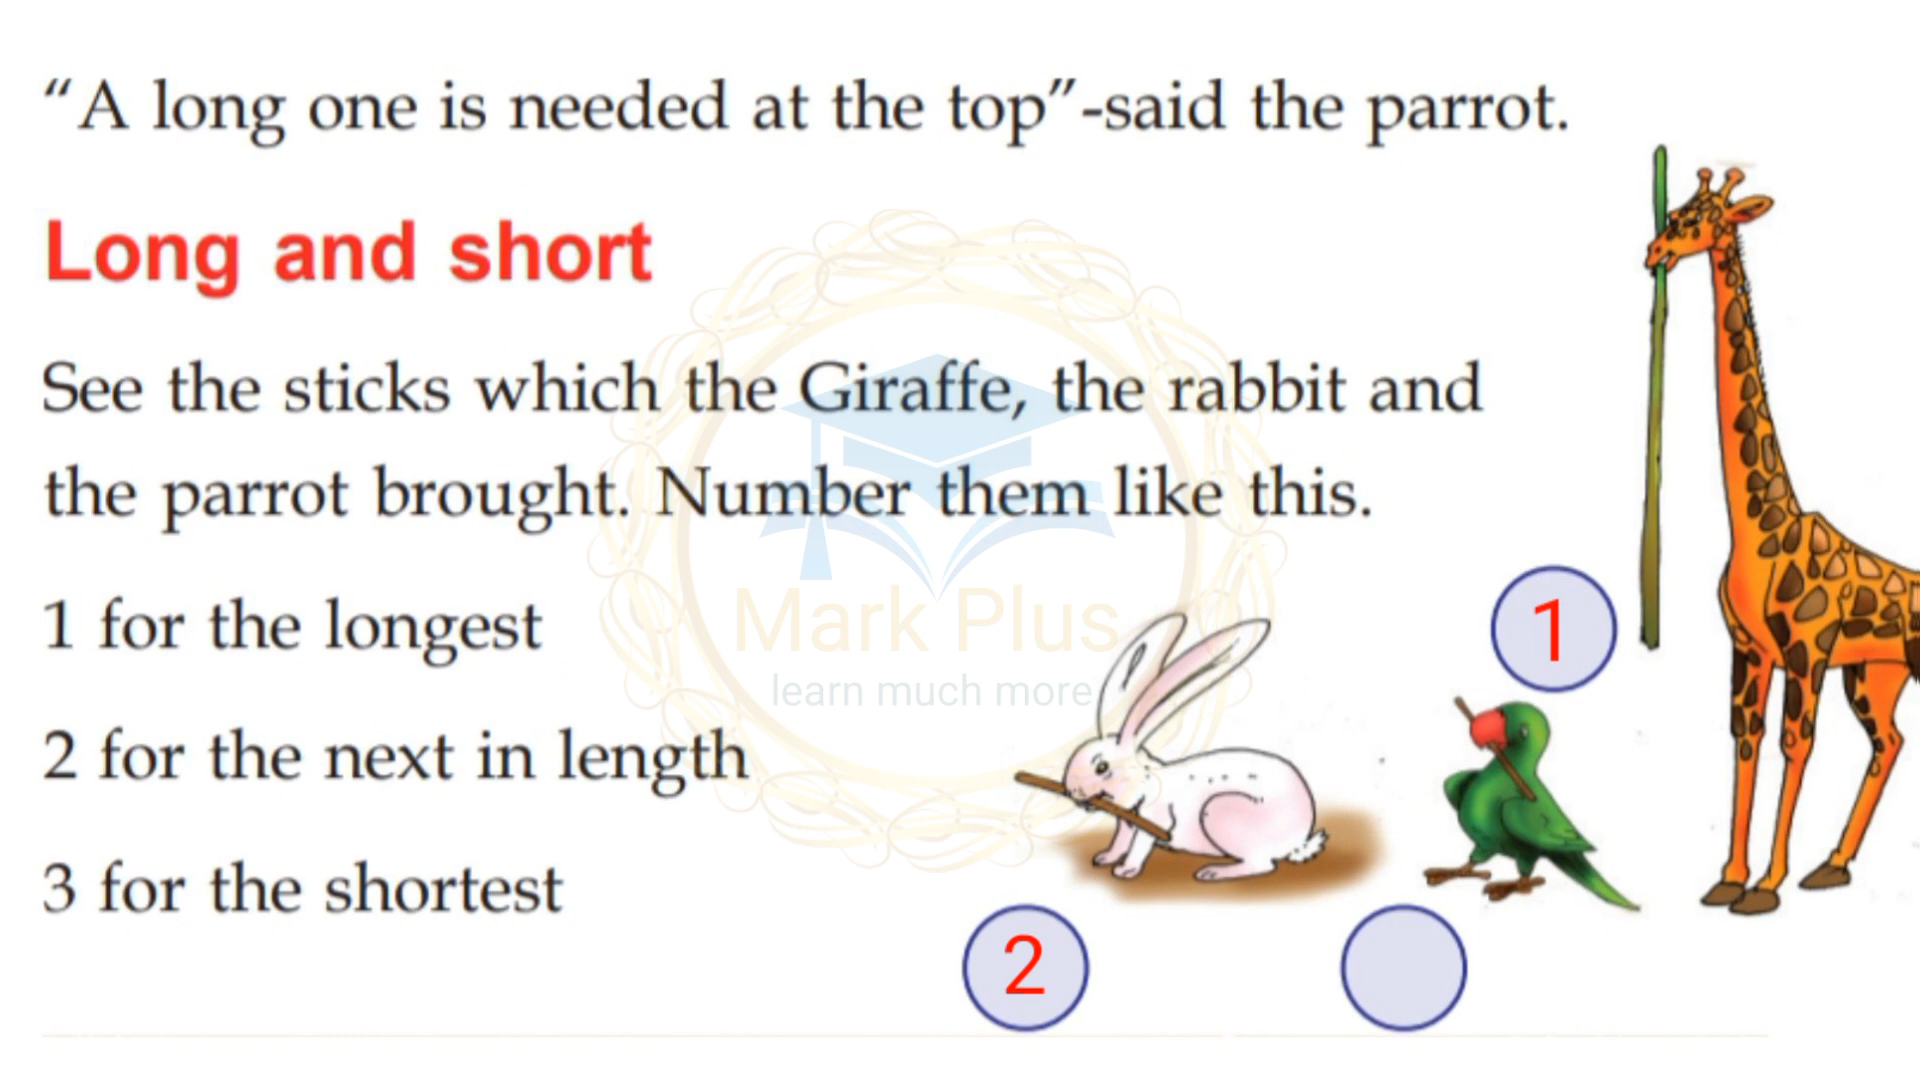 “A long one is needed at the top”-said the parrot.
Long and short
See the sticks which the Giraffe, the rabbit and
the parrot brought. Number them like this.
1 for the longest
2 for the next in length
3 for the shortest
Mark Plus
learn much more
1
2